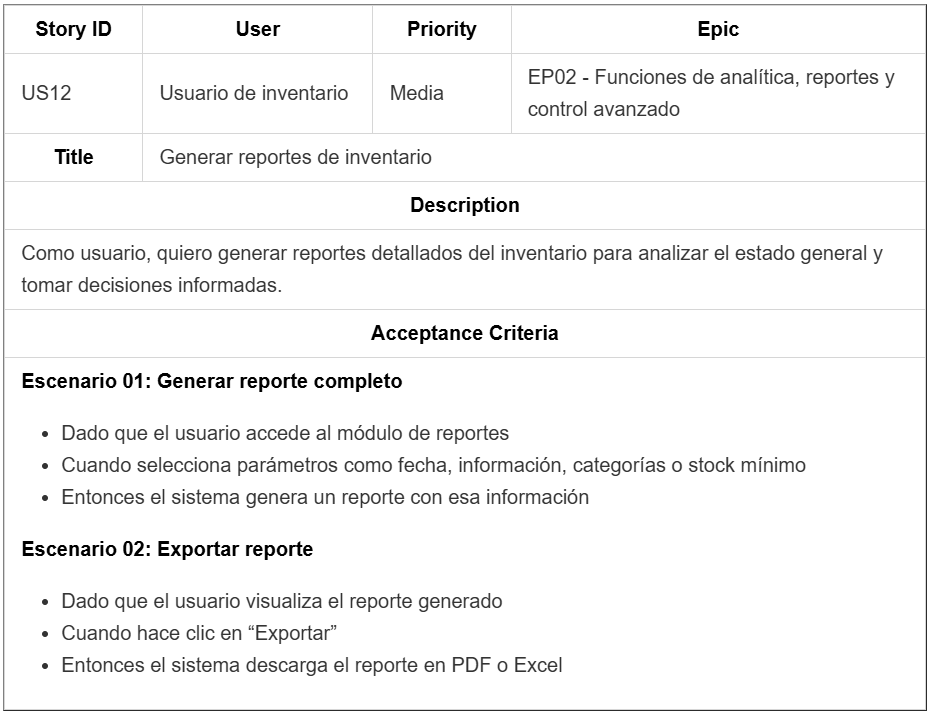 Story ID User Priority Epic
US12 Usuario de inventario Media EP02 - Funciones de analítica, reportes y
control avanzado
Title Generar reportes de inventario
Description
Como usuario, quiero generar reportes detallados del inventario para analizar el estado general y
tomar decisiones informadas.
Acceptance Criteria
Escenario 01: Generar reporte completo
• Dado que el usuario accede al módulo de reportes
• Cuando selecciona parámetros como fecha, información, categorías o stock mínimo
• Entonces el sistema genera un reporte con esa información
Escenario 02: Exportar reporte
• Dado que el usuario visualiza el reporte generado
• Cuando hace clic en “Exportar”
• Entonces el sistema descarga el reporte en PDF o Excel